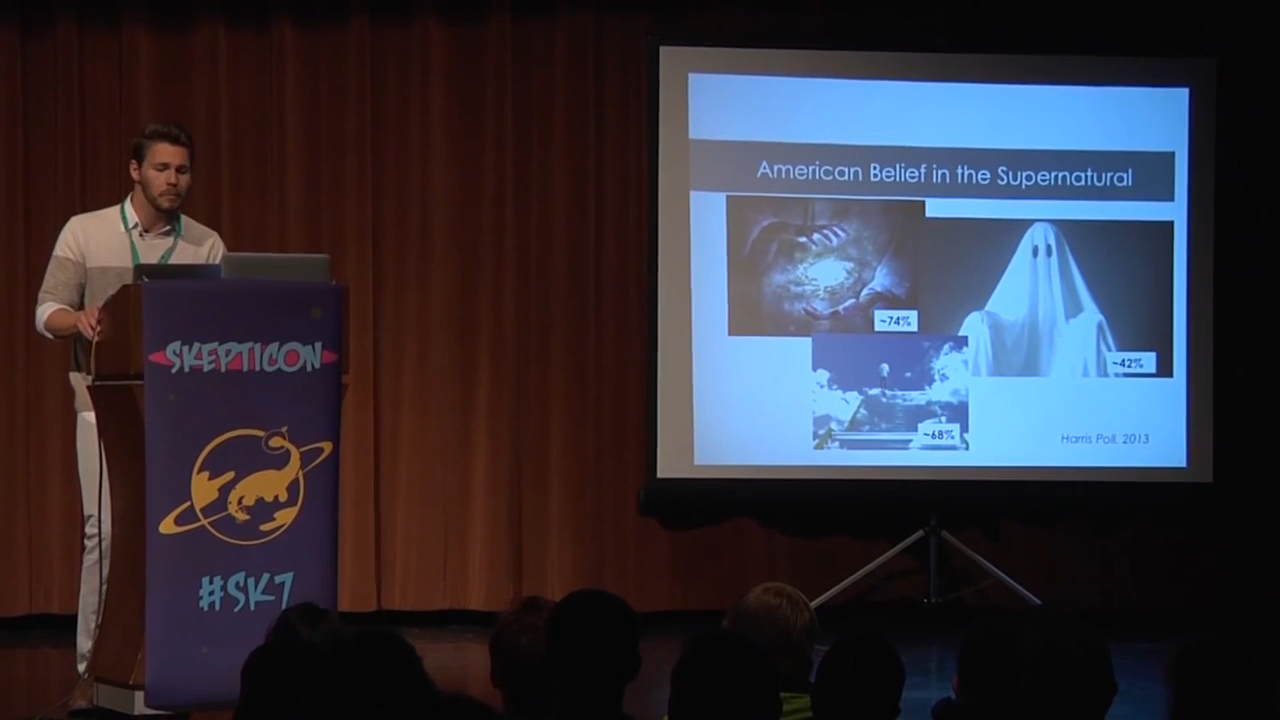 SKEPTICON
#SK7
American Belief in the Supernatural
~74%
~42%
~68%
Harris Poll, 2013